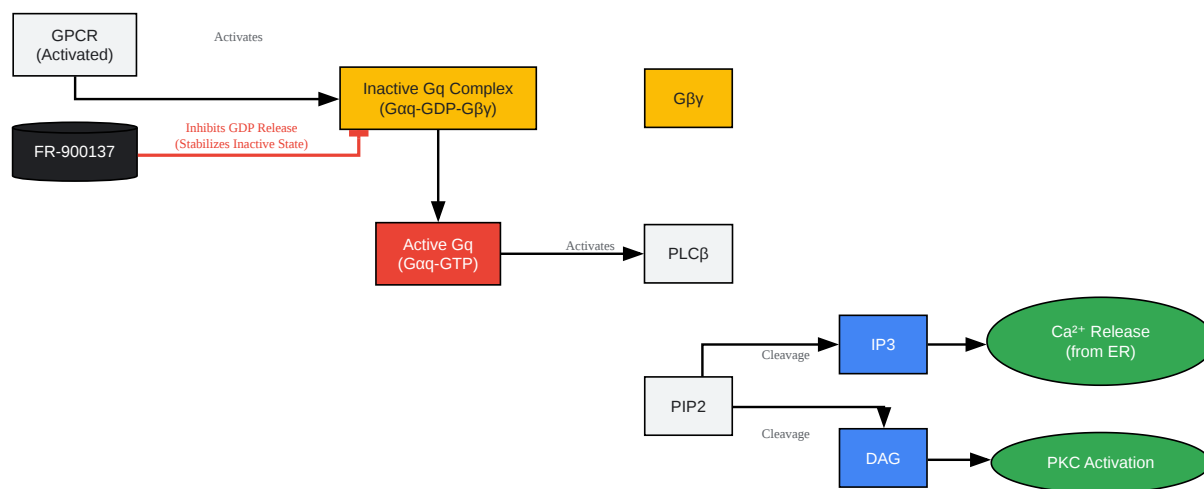 GPCR
(Activated)
Activates
Inactive Gq Complex
(Gαq-GDP-Gβγ)
Gβγ
FR-900137
Inhibits GDP Release
(Stabilizes Inactive State)
Active Gq
(Gαq-GTP)
Activates
PLCβ
Cleavage
IP3
Ca²⁺ Release
(from ER)
PIP2
Cleavage
DAG
PKC Activation